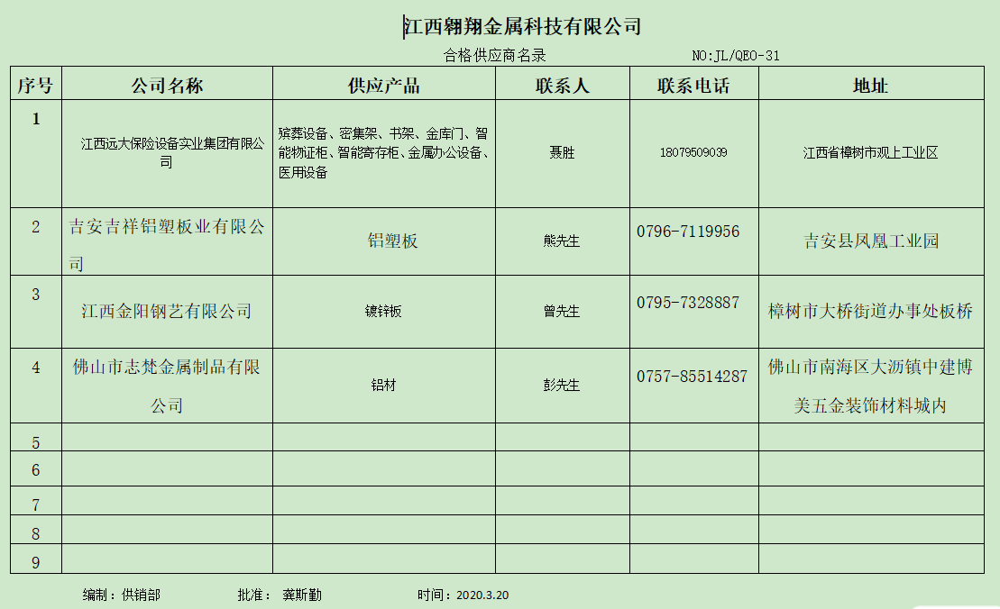 江西翱翔金属科技有限公司
合格供应商名录 NO:JL/QEO-31
序号 公司名称 供应产品 联系人 联系电话 地址
1
江西远大保险设备实业集团有限公
司
殡葬设备、密集架、书架、金库门、智
能物证柜、智能寄存柜、金属办公设备、
医用设备
聂胜 18079509039 江西省樟树市观上工业区
2
吉安吉祥铝塑板业有限公
司
铝塑板 熊先生 0796-7119956 吉安县凤凰工业园
3 江西金阳钢艺有限公司 镀锌板 曾先生 0795-7328887 樟树市大桥街道办事处板桥
4
佛山市志梵金属制品有限
公司
铝材 彭先生 0757-85514287
佛山市南海区大沥镇中建博
美五金装饰材料城内
5
6
7
8
9
编制：供销部 批准： 龚斯勤 时间：2020.3.20